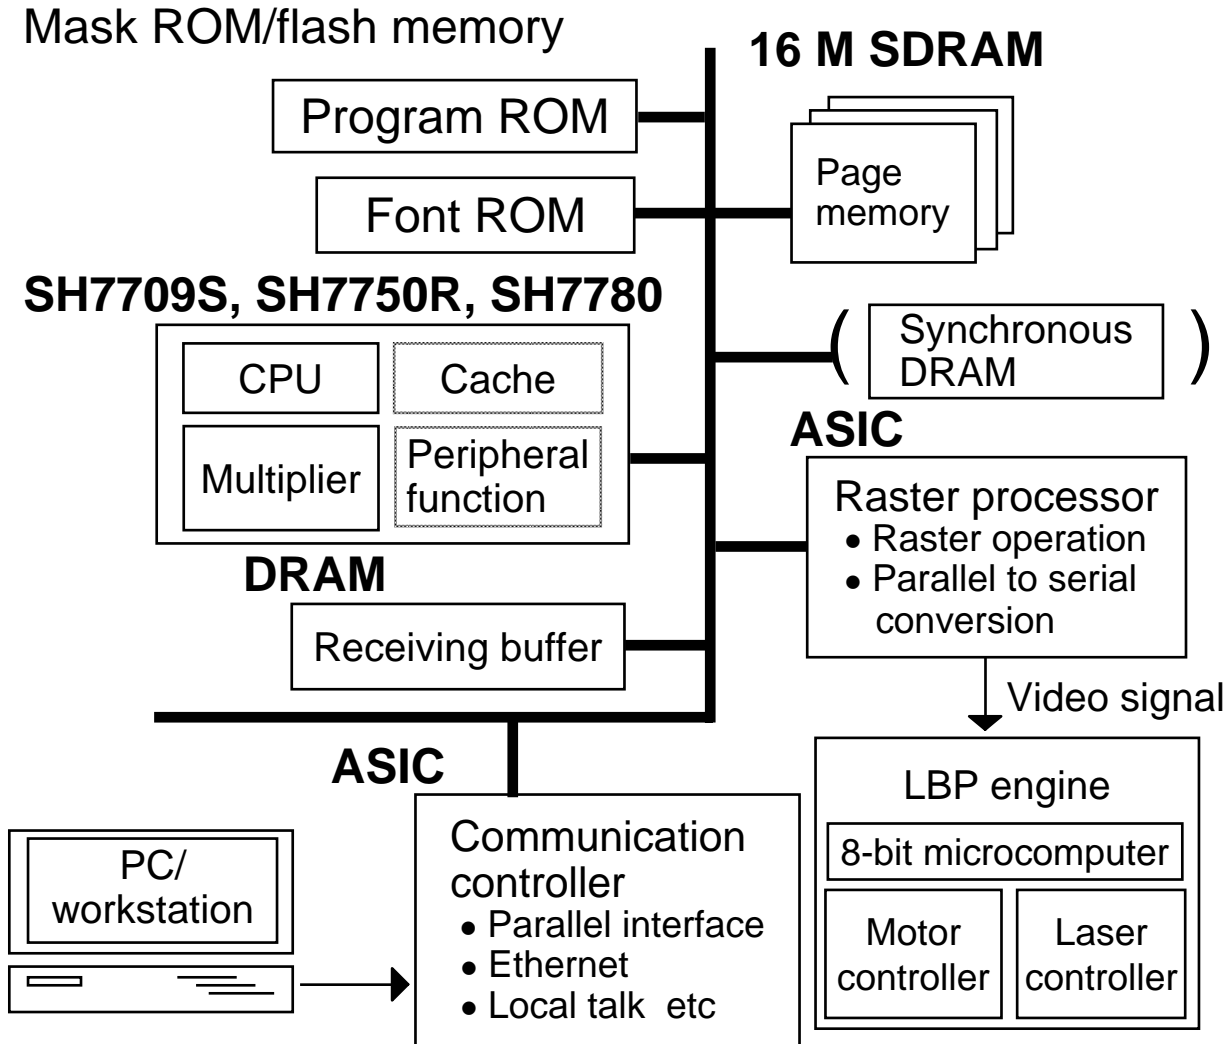 Mask ROM/flash memory
16 M SDRAM
Program ROM
Page
memory
Font ROM
SH7709S, SH7750R, SH7780
CPU
Cache
Multiplier
Peripheral
function
(
Synchronous
DRAM
)
ASIC
Raster processor
• Raster operation
• Parallel to serial
conversion
DRAM
Receiving buffer
Video signal
ASIC
LBP engine
8-bit microcomputer
Motor
controller
Laser
controller
PC/
workstation
Communication
controller
• Parallel interface
• Ethernet
• Local talk etc